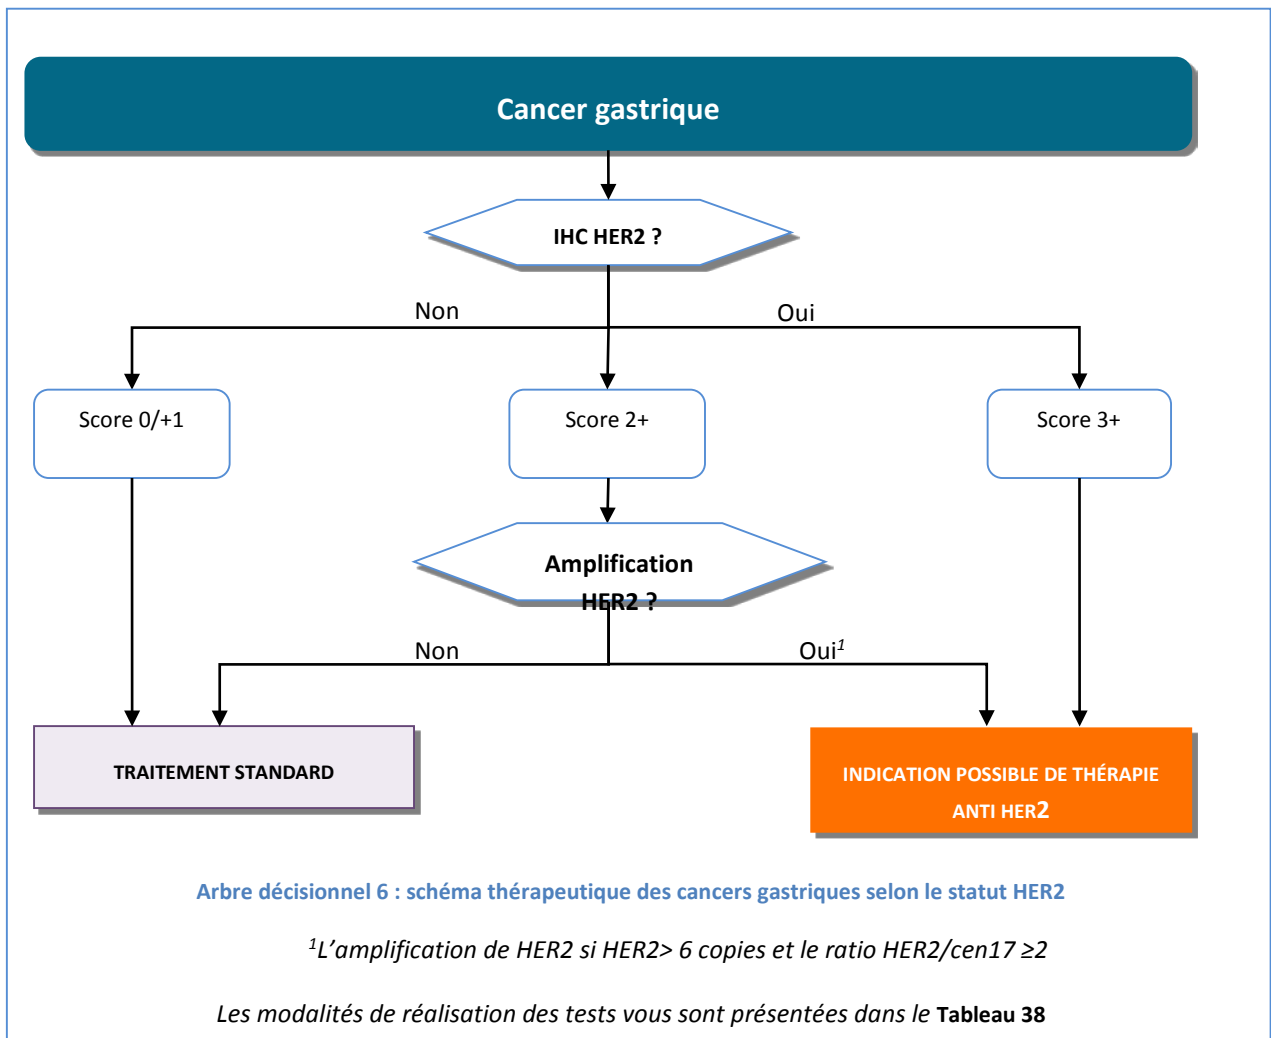 Cancer gastrique
IHC HER2 ?
Non
Oui
Score 0/+1
Score 2+
Score 3+
Amplification
HER2 ?
Non
Oui¹
TRAITEMENT STANDARD
INDICATION POSSIBLE DE THÉRAPIE
ANTI HER2
Arbre décisionnel 6 : schéma thérapeutique des cancers gastriques selon le statut HER2
¹L’amplification de HER2 si HER2> 6 copies et le ratio HER2/cen17 ≥2
Les modalités de réalisation des tests vous sont présentées dans le Tableau 38